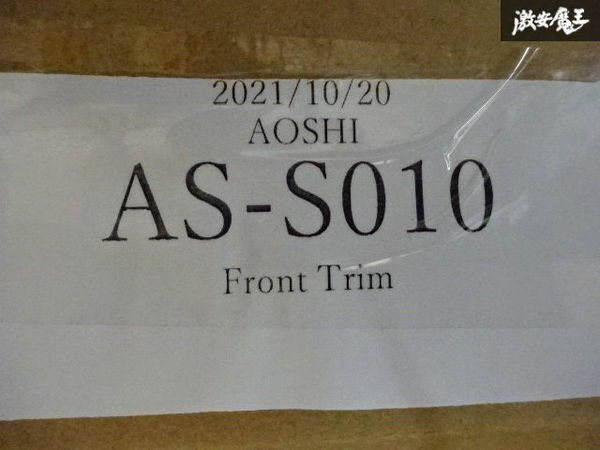 激安魔王
2021/10/20
AOSHI
AS-S010
Front Trim